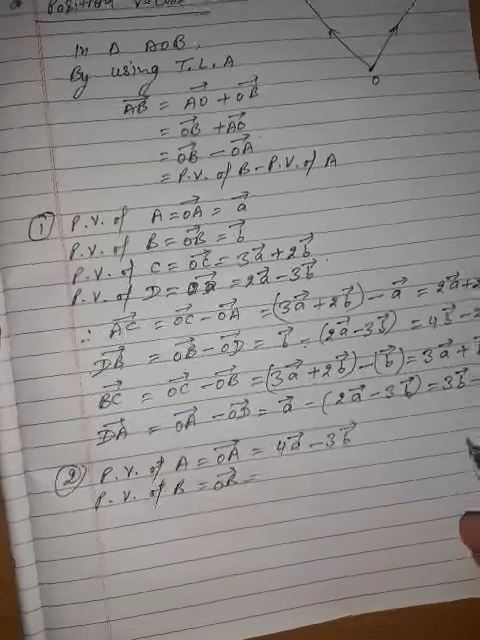 Position Vectors
O
In Δ AOB.
By using T.L.A
AB⃗ = AO⃗ + OB⃗
= OB⃗ + AO⃗
= OB⃗ - OA⃗
= P.V. of B - P.V. of A
① P.V. of A = OA⃗ = a⃗
P.V. of B = OB⃗ = b⃗
P.V. of C = OC⃗ = 3a⃗ + 2b⃗
P.V. of D = = 2a⃗ - 3b⃗
∴ AC⃗ = OC⃗ - OA⃗ = (3a⃗ + 2b⃗) - a⃗ = 2a⃗ + 2
DB⃗ = OB⃗ - OD⃗ = b⃗ - (2a⃗ - 3b⃗) = 4b⃗ - 2
BC⃗ = OC⃗ - OB⃗ = (3a⃗ + 2b⃗) - (b⃗) = 3a⃗ + b
DA⃗ = OA⃗ - OD⃗ = a⃗ - (2a⃗ - 3b⃗) = 3b -
② P.V. of A = OA⃗ = 4a⃗ - 3b⃗
P.V. of B = OB⃗ =